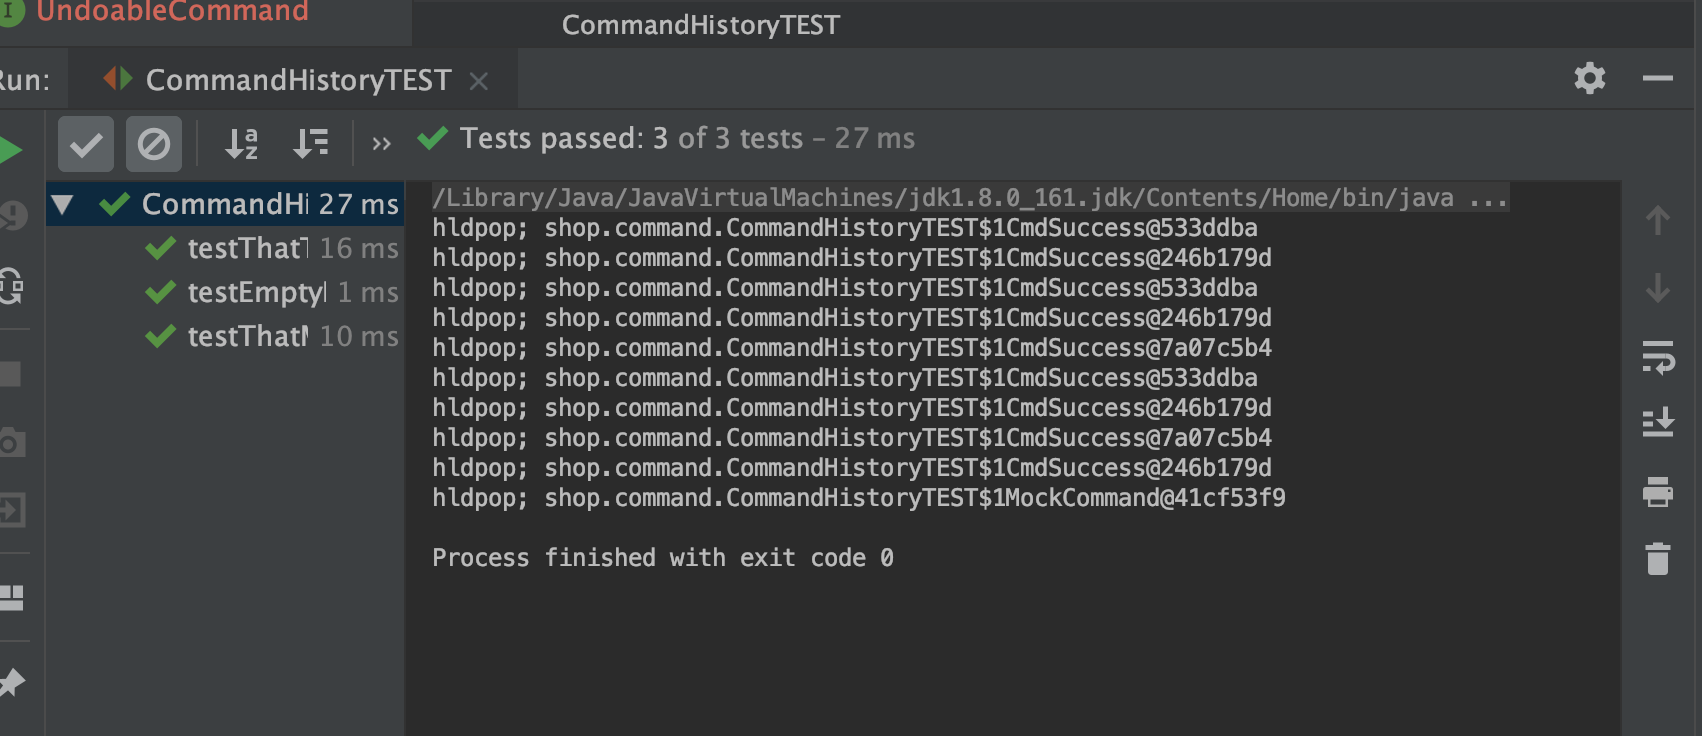 UndoableCommand
CommandHistoryTEST
Run:
CommandHistoryTEST
Tests passed: 3 of 3 tests – 27 ms
CommandHi 27 ms
testThatT 16 ms
testEmpty 1 ms
testThat 10 ms
/Library/Java/JavaVirtualMachines/jdk1.8.0_161.jdk/Contents/Home/bin/java ...
hldpop; shop.command.CommandHistoryTEST$1CmdSuccess@533ddba
hldpop; shop.command.CommandHistoryTEST$1CmdSuccess@246b179d
hldpop; shop.command.CommandHistoryTEST$1CmdSuccess@533ddba
hldpop; shop.command.CommandHistoryTEST$1CmdSuccess@246b179d
hldpop; shop.command.CommandHistoryTEST$1CmdSuccess@7a07c5b4
hldpop; shop.command.CommandHistoryTEST$1CmdSuccess@533ddba
hldpop; shop.command.CommandHistoryTEST$1CmdSuccess@246b179d
hldpop; shop.command.CommandHistoryTEST$1CmdSuccess@7a07c5b4
hldpop; shop.command.CommandHistoryTEST$1CmdSuccess@246b179d
hldpop; shop.command.CommandHistoryTEST$1MockCommand@41cf53f9
Process finished with exit code 0